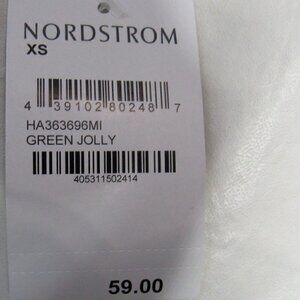 NORDSTROM
XS
4 39102 80248 7
HA363696MI
GREEN JOLLY
405311502414
59.00